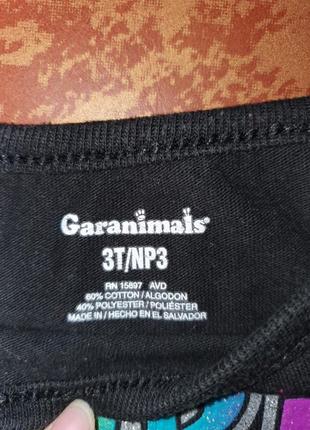 Garanimals
3T/NP3
RN 15897 AVD
60% COTTON / ALGODON
40% POLYESTER / POLIÉSTER
MADE IN / HECHO EN EL SALVADOR